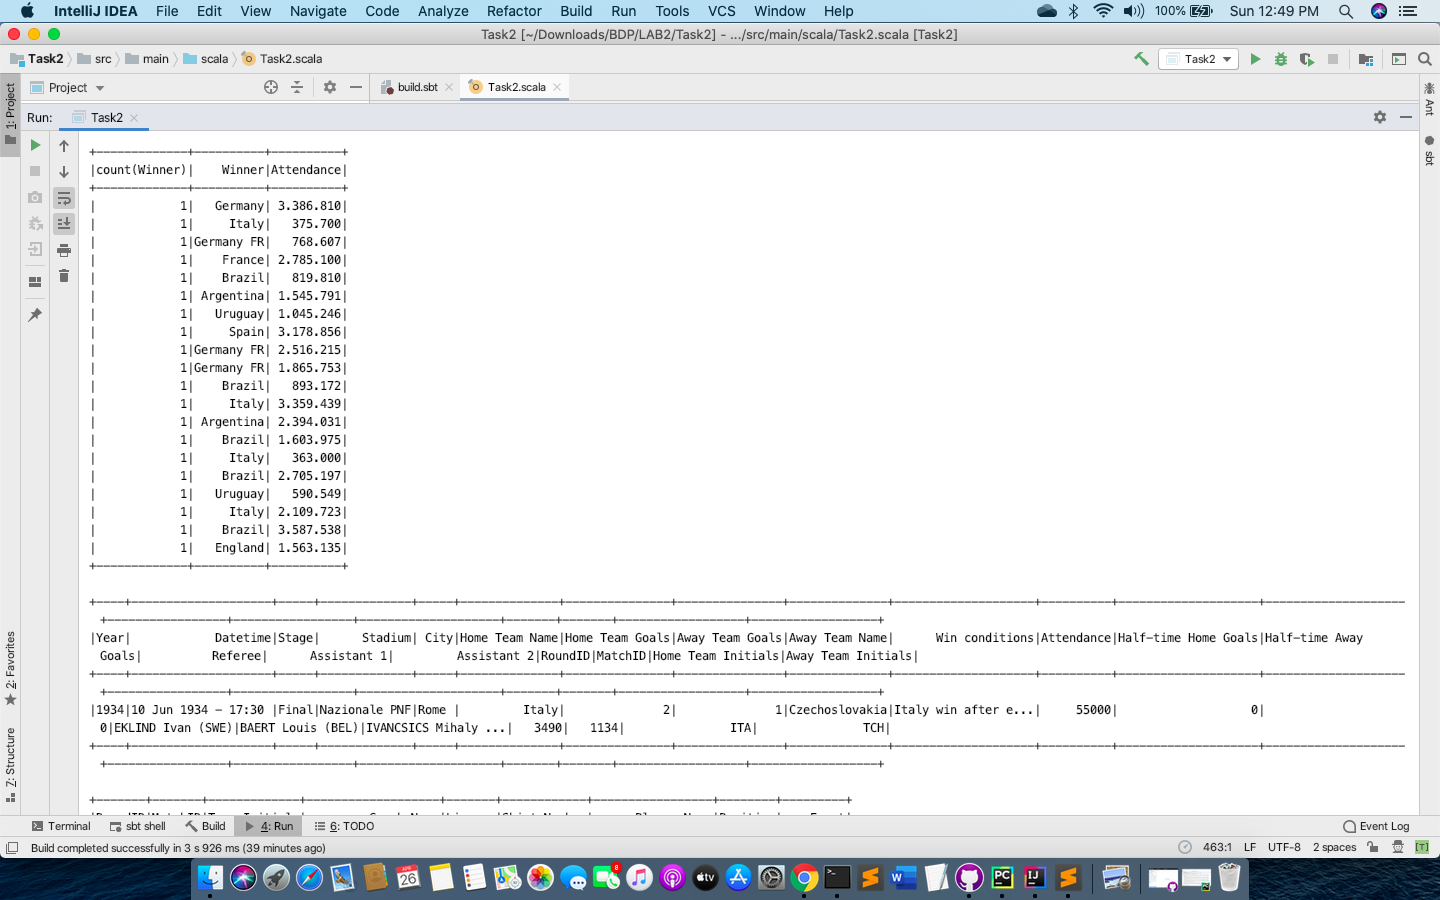 IntelliJ IDEA File Edit View Navigate Code Analyze Refactor Build Run Tools VCS Window Help 100% Sun 12:49 PM
Task2 [~/Downloads/BDP/LAB2/Task2] - .../src/main/scala/Task2.scala [Task2]
Task2 src main scala Task2.scala Task2
1: Project
Project build.sbt Task2.scala
Ant
sbt
Run: Task2
+-------------+----------+----------+
|count(Winner)|    Winner|Attendance|
+-------------+----------+----------+
|            1|   Germany| 3.386.810|
|            1|     Italy|   375.700|
|            1|Germany FR|   768.607|
|            1|    France| 2.785.100|
|            1|    Brazil|   819.810|
|            1| Argentina| 1.545.791|
|            1|   Uruguay| 1.045.246|
|            1|     Spain| 3.178.856|
|            1|Germany FR| 2.516.215|
|            1|Germany FR| 1.865.753|
|            1|    Brazil|   893.172|
|            1|     Italy| 3.359.439|
|            1| Argentina| 2.394.031|
|            1|    Brazil| 1.603.975|
|            1|     Italy|   363.000|
|            1|    Brazil| 2.705.197|
|            1|   Uruguay|   590.549|
|            1|     Italy| 2.109.723|
|            1|    Brazil| 3.587.538|
|            1|   England| 1.563.135|
+-------------+----------+----------+
|Year| Datetime|Stage| Stadium| City|Home Team Name|Home Team Goals|Away Team Goals|Away Team Name| Win conditions|Attendance|Half-time Home Goals|Half-time Away
Goals| Referee| Assistant 1| Assistant 2|RoundID|MatchID|Home Team Initials|Away Team Initials|
|1934|10 Jun 1934 - 17:30 |Final|Nazionale PNF|Rome | Italy| 2| 1|Czechoslovakia|Italy win after e...| 55000| 0|
0|EKLIND Ivan (SWE)|BAERT Louis (BEL)|IVANCSICS Mihaly ...| 3490| 1134| ITA| TCH|
2: Favorites
7: Structure
Terminal sbt shell Build 4: Run 6: TODO Event Log
Build completed successfully in 3 s 926 ms (39 minutes ago) 463:1 LF UTF-8 2 spaces [T]
APR
26
8
tv
W
PC
IJ